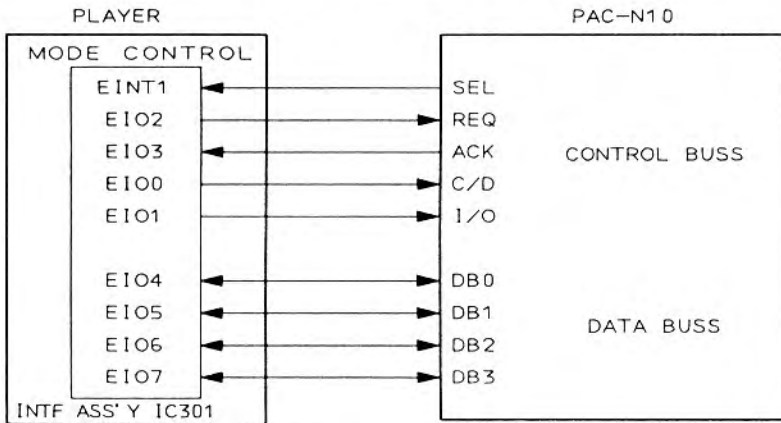 PLAYER
PAC-N10
MODE CONTROL
EINT1
SEL
EIO2
REQ
EIO3
ACK
CONTROL BUSS
EIO0
C/D
EIO1
I/O
EIO4
DB0
EIO5
DB1
DATA BUSS
EIO6
DB2
EIO7
DB3
INTF ASS'Y IC301